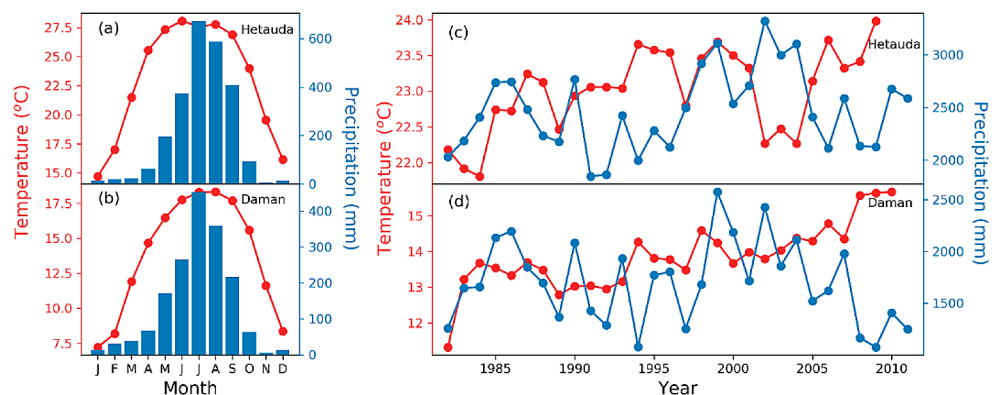 (a)
Hetauda
27.5
25.0
22.5
20.0
17.5
15.0
600
400
200
0
(b)
Daman
17.5
15.0
12.5
10.0
7.5
400
300
200
100
0
J F M A M J J A S O N D
Month
Temperature (°C)
Precipitation (mm)
(c)
Hetauda
24.0
23.5
23.0
22.5
22.0
3000
2500
2000
(d)
Daman
15
14
13
12
2500
2000
1500
1985 1990 1995 2000 2005 2010
Year
Temperature (°C)
Precipitation (mm)